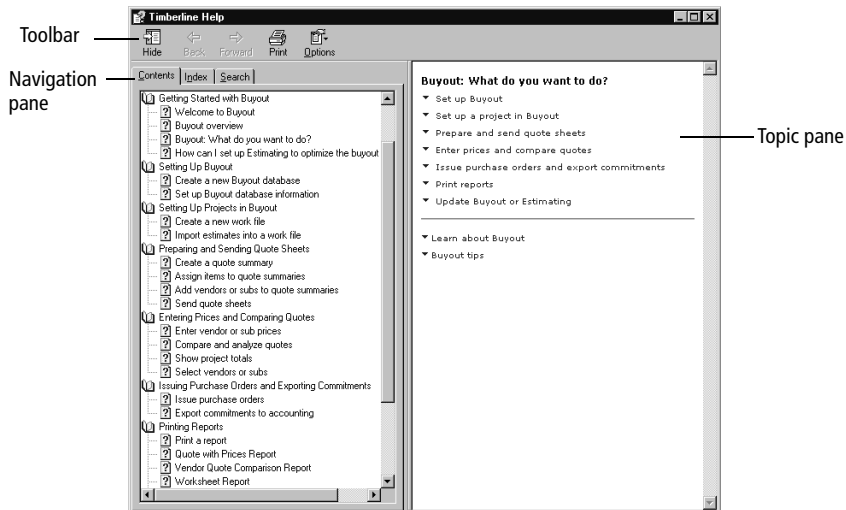 Timberline Help
Toolbar
Hide Back Forward Print Options
Navigation pane
Contents Index Search
Getting Started with Buyout
Welcome to Buyout
Buyout overview
Buyout: What do you want to do?
How can I set up Estimating to optimize the buyout
Setting Up Buyout
Create a new Buyout database
Set up Buyout database information
Setting Up Projects in Buyout
Create a new work file
Import estimates into a work file
Preparing and Sending Quote Sheets
Create a quote summary
Assign items to quote summaries
Add vendors or subs to quote summaries
Send quote sheets
Entering Prices and Comparing Quotes
Enter vendor or sub prices
Compare and analyze quotes
Show project totals
Select vendors or subs
Issuing Purchase Orders and Exporting Commitments
Issue purchase orders
Export commitments to accounting
Printing Reports
Print a report
Quote with Prices Report
Vendor Quote Comparison Report
Worksheet Report
Buyout: What do you want to do?
Set up Buyout
Set up a project in Buyout
Prepare and send quote sheets
Enter prices and compare quotes
Issue purchase orders and export commitments
Print reports
Update Buyout or Estimating
Learn about Buyout
Buyout tips
Topic pane